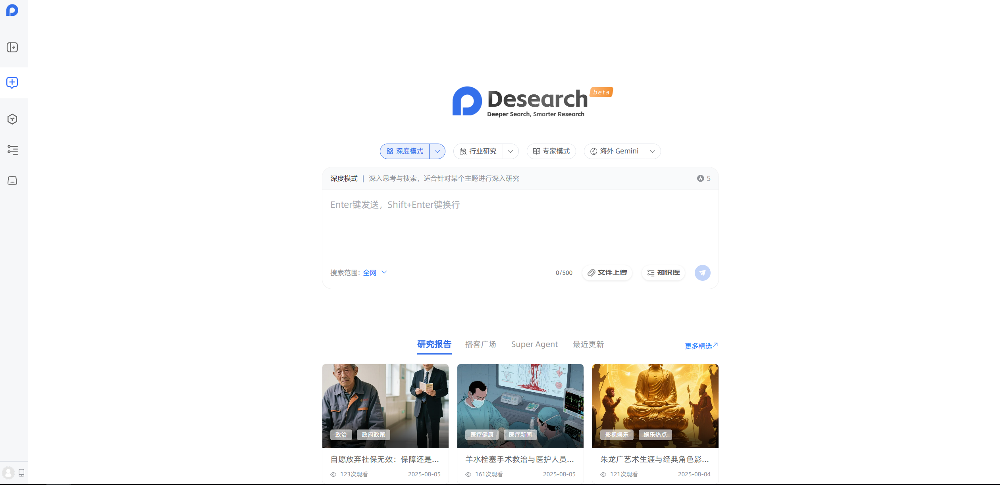 Desearch beta
Deeper Search, Smarter Research
深度模式 行业研究 专家模式 海外 Gemini
深度模式 | 深入思考与搜索，适合针对某个主题进行深入研究 5
Enter键发送，Shift+Enter键换行
搜索范围：全网 0/500 文件上传 知识库
研究报告 播客广场 Super Agent 最近更新 更多精选
政治 政府政策
自愿放弃社保无效：保障还是...
123次观看 2025-08-05
医疗健康 医疗新闻
羊水栓塞手术救治与医护人员...
161次观看 2025-08-05
影视娱乐 娱乐热点
朱龙广艺术生涯与经典角色影...
121次观看 2025-08-04